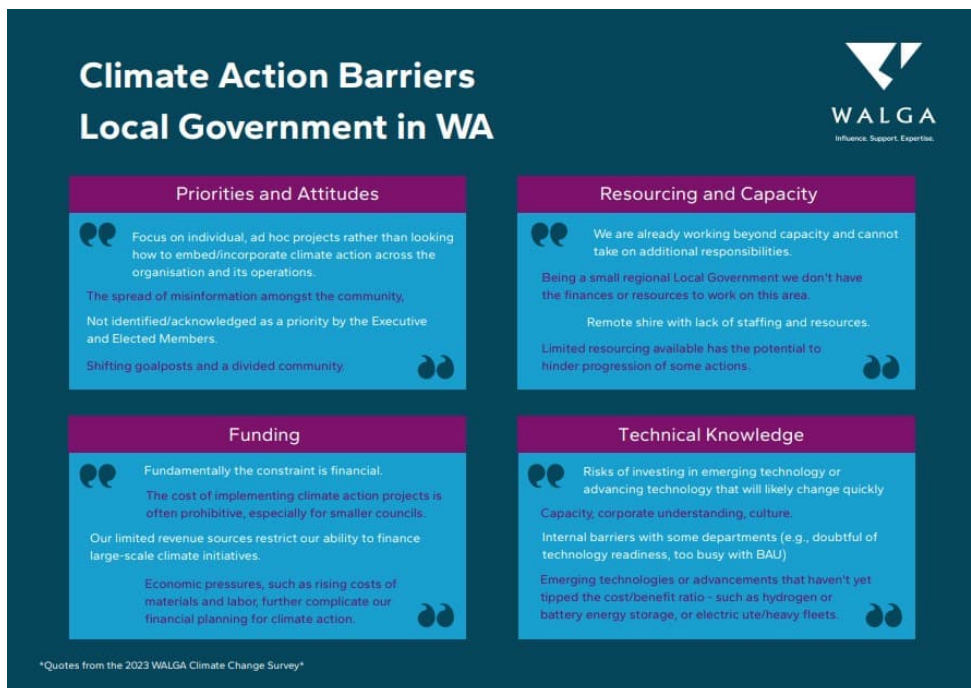 Climate Action Barriers
Local Government in WA
WALGA
Influence. Support. Expertise.
Priorities and Attitudes
Focus on individual, ad hoc projects rather than looking
how to embed/incorporate climate action across the
organisation and its operations.
The spread of misinformation amongst the community,
Not identified/acknowledged as a priority by the Executive
and Elected Members.
Shifting goalposts and a divided community.
Resourcing and Capacity
We are already working beyond capacity and cannot
take on additional responsibilities.
Being a small regional Local Government we don't have
the finances or resources to work on this area.
Remote shire with lack of staffing and resources.
Limited resourcing available has the potential to
hinder progression of some actions.
Funding
Fundamentally the constraint is financial.
The cost of implementing climate action projects is
often prohibitive, especially for smaller councils.
Our limited revenue sources restrict our ability to finance
large-scale climate initiatives.
Economic pressures, such as rising costs of
materials and labor, further complicate our
financial planning for climate action.
Technical Knowledge
Risks of investing in emerging technology or
advancing technology that will likely change quickly
Capacity, corporate understanding, culture.
Internal barriers with some departments (e.g., doubtful of
technology readiness, too busy with BAU)
Emerging technologies or advancements that haven't yet
tipped the cost/benefit ratio - such as hydrogen or
battery energy storage, or electric ute/heavy fleets.
*Quotes from the 2023 WALGA Climate Change Survey*